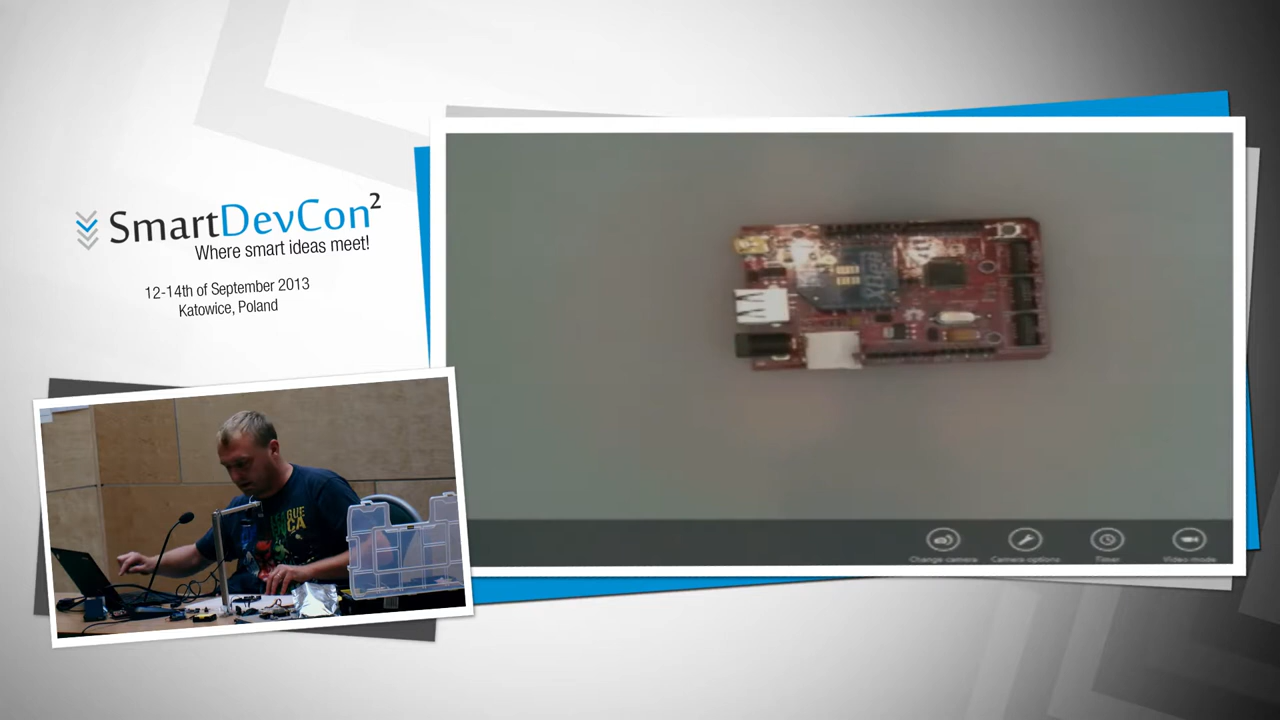 SmartDevCon²
Where smart ideas meet!
12-14th of September 2013
Katowice, Poland
Change camera
Camera options
Timer
Video mode